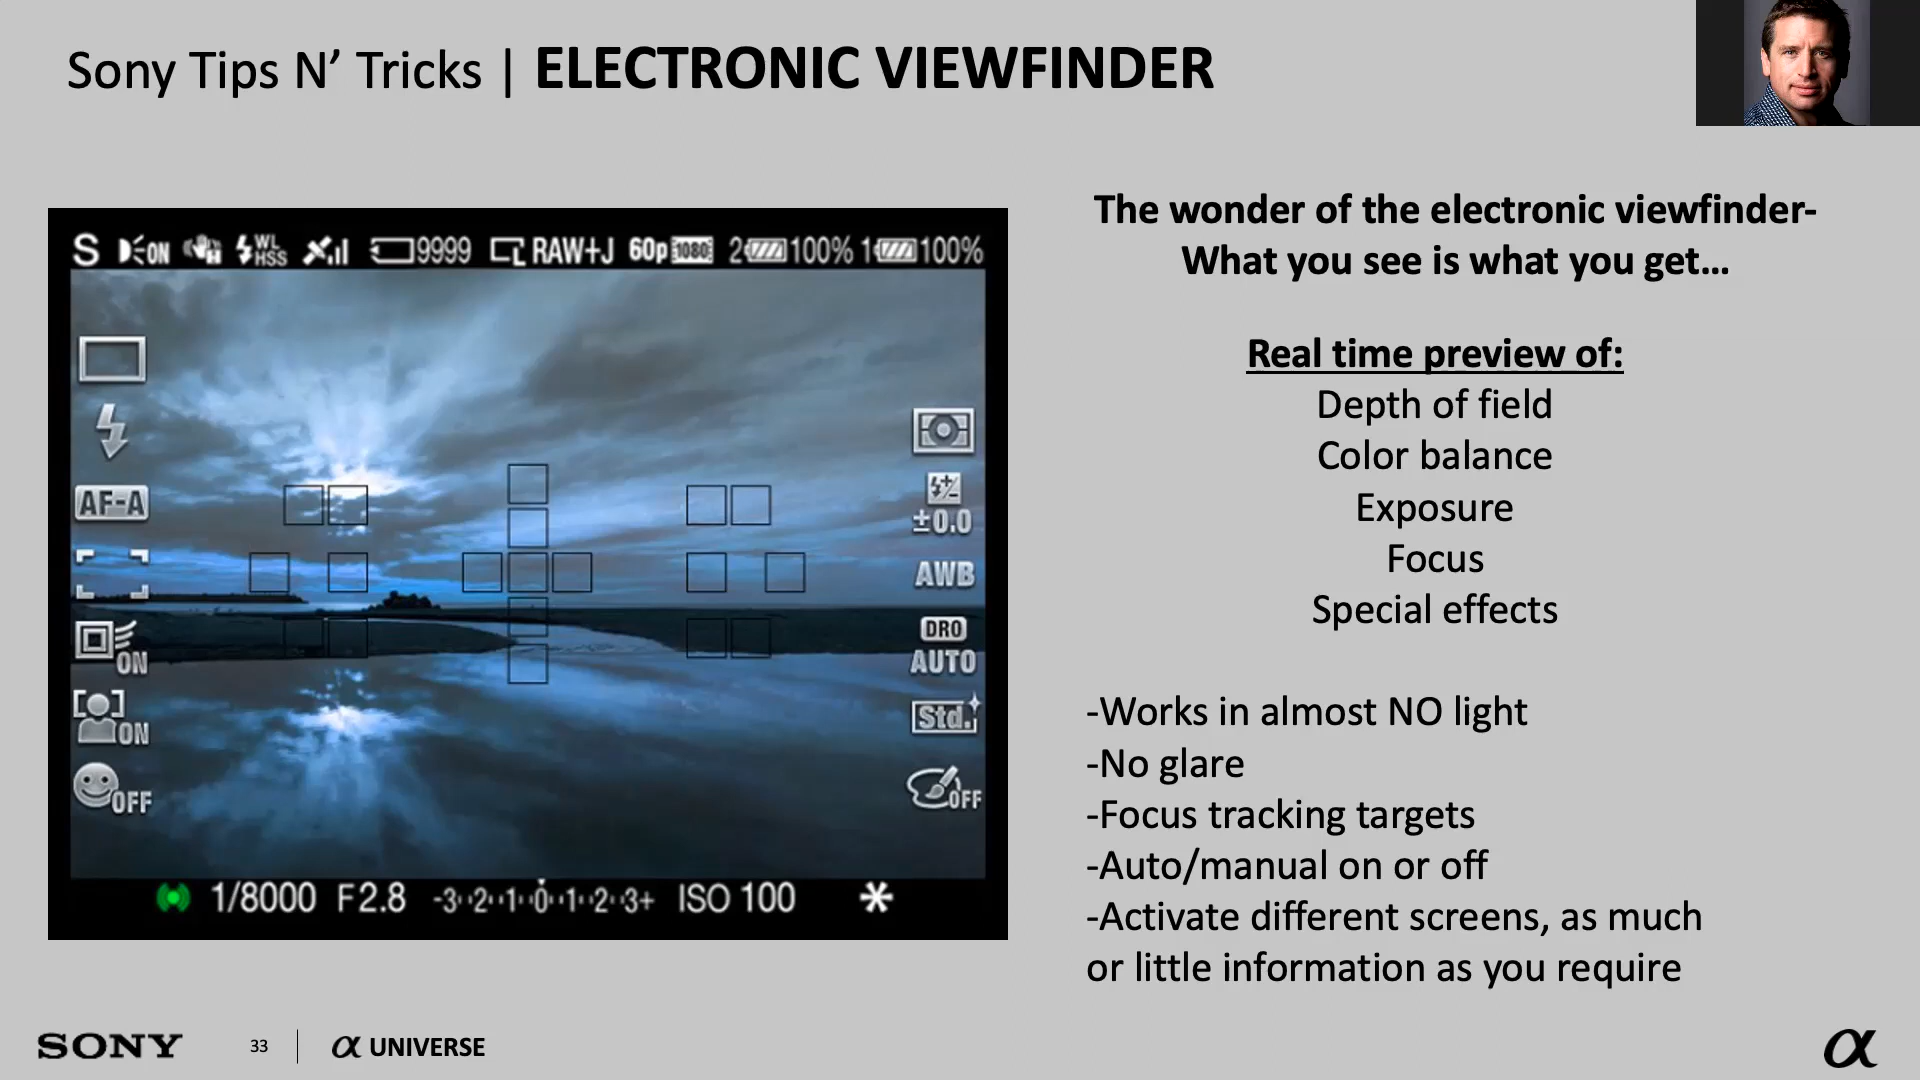 Sony Tips N’ Tricks | ELECTRONIC VIEWFINDER
S ON WL HSS 9999 L RAW+J 60p 1080 2 100% 1 100%
AF-A
ON
ON
OFF
±0.0
AWB
DRO
AUTO
Std.
OFF
1/8000 F2.8 -3··2··1··0··1··2··3+ ISO 100 *
The wonder of the electronic viewfinder-
What you see is what you get…
Real time preview of:
Depth of field
Color balance
Exposure
Focus
Special effects
-Works in almost NO light
-No glare
-Focus tracking targets
-Auto/manual on or off
-Activate different screens, as much
or little information as you require
SONY 33 | α UNIVERSE
α